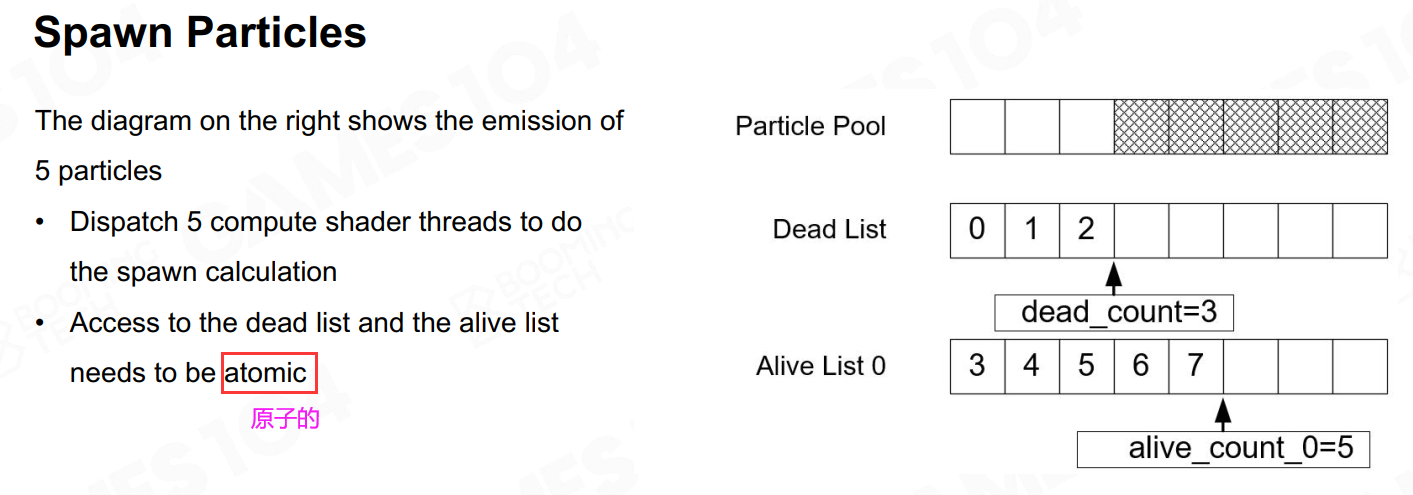 Spawn Particles
The diagram on the right shows the emission of
5 particles
• Dispatch 5 compute shader threads to do
the spawn calculation
• Access to the dead list and the alive list
needs to be atomic
原子的
Particle Pool
Dead List
0 1 2
dead_count=3
Alive List 0
3 4 5 6 7
alive_count_0=5
GAMES104
BOOMING
TECH